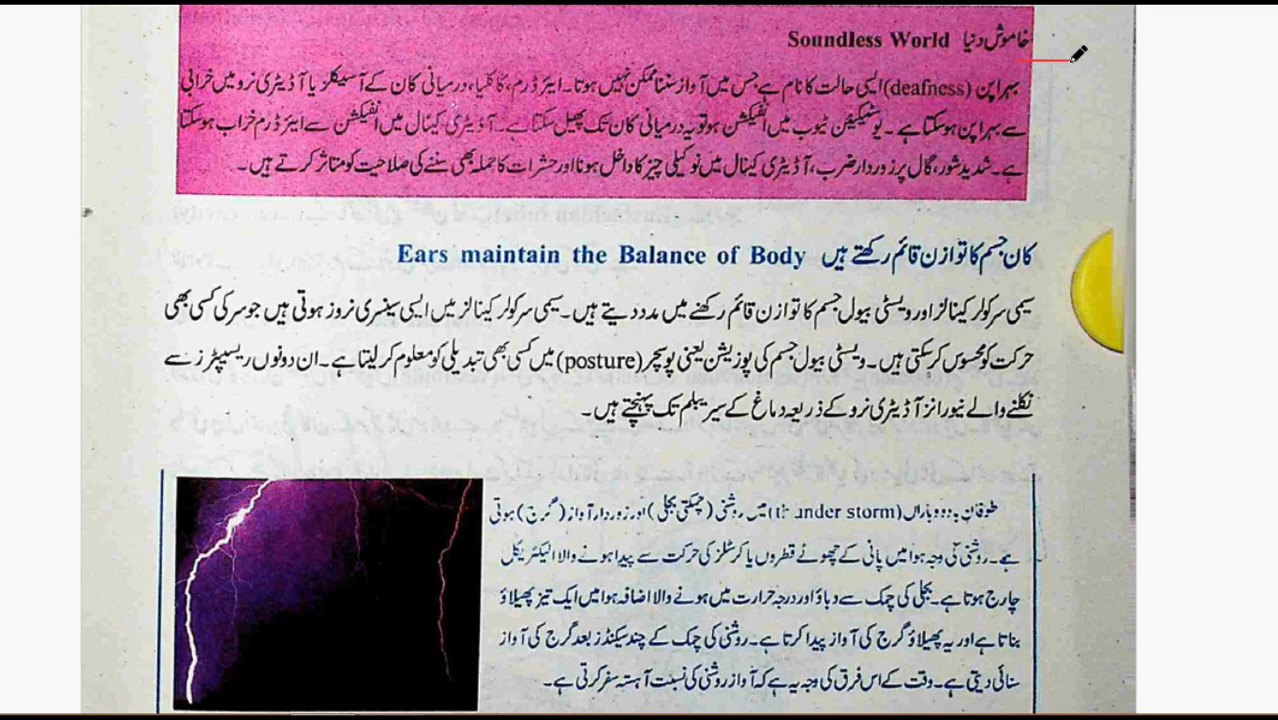 خاموش دنیا Soundless World
بہراپن (deafness) ایسی حالت کا نام ہے جس میں آواز سننا ممکن نہیں ہوتا۔ ایئر ڈرم، کاکلیا، درمیانی کان کے آسیکلز یا آڈیٹری نرو میں خرابی
سے بہراپن ہوسکتا ہے۔ یوسٹیکیئن ٹیوب میں انفیکشن ہوتو یہ درمیانی کان تک پھیل سکتا ہے۔ آڈیٹری کینال میں انفیکشن سے ایئر ڈرم خراب ہوسکتا
ہے۔ شدید شور، گال پر زوردار ضرب، آڈیٹری کینال میں نوکیلی چیز کا داخل ہونا اور حشرات کا حملہ بھی سننے کی صلاحیت کو متاثر کرتے ہیں۔
کان جسم کا توازن قائم رکھتے ہیں Ears maintain the Balance of Body
سیمی سرکولر کینالز اور ویسٹی بیول جسم کا توازن قائم رکھنے میں مدد دیتے ہیں۔ سیمی سرکولر کینالز میں ایسی سینسری نروز ہوتی ہیں جو سر کی کسی بھی
حرکت کو محسوس کرسکتی ہیں۔ ویسٹی بیول جسم کی پوزیشن یعنی پوسچر (posture) میں کسی بھی تبدیلی کو معلوم کر لیتا ہے۔ ان دونوں ریسیپٹرز سے
نکلنے والے نیورانز آڈیٹری نرو کے ذریعہ دماغ کے سیریبلم تک پہنچتے ہیں۔
طوفانِ باراں (thunder storm) میں روشنی (چمکتی بجلی) اور زوردار آواز (گرج) ہوتی
ہے۔ روشنی کی وجہ ہوا میں پانی کے چھوٹے قطروں یا کرسٹلز کی حرکت سے پیدا ہونے والا الیکٹریکل
چارج ہوتا ہے۔ بجلی کی چمک سے دباؤ اور درجہ حرارت میں ہونے والا اضافہ ہوا میں ایک تیز پھیلاؤ
بناتا ہے اور یہ پھیلاؤ گرج کی آواز پیدا کرتا ہے۔ روشنی کی چمک کے چند سیکنڈز بعد گرج کی آواز
سنائی دیتی ہے۔ وقت کے اس فرق کی وجہ یہ ہے کہ آواز روشنی کی نسبت آہستہ سفر کرتی ہے۔